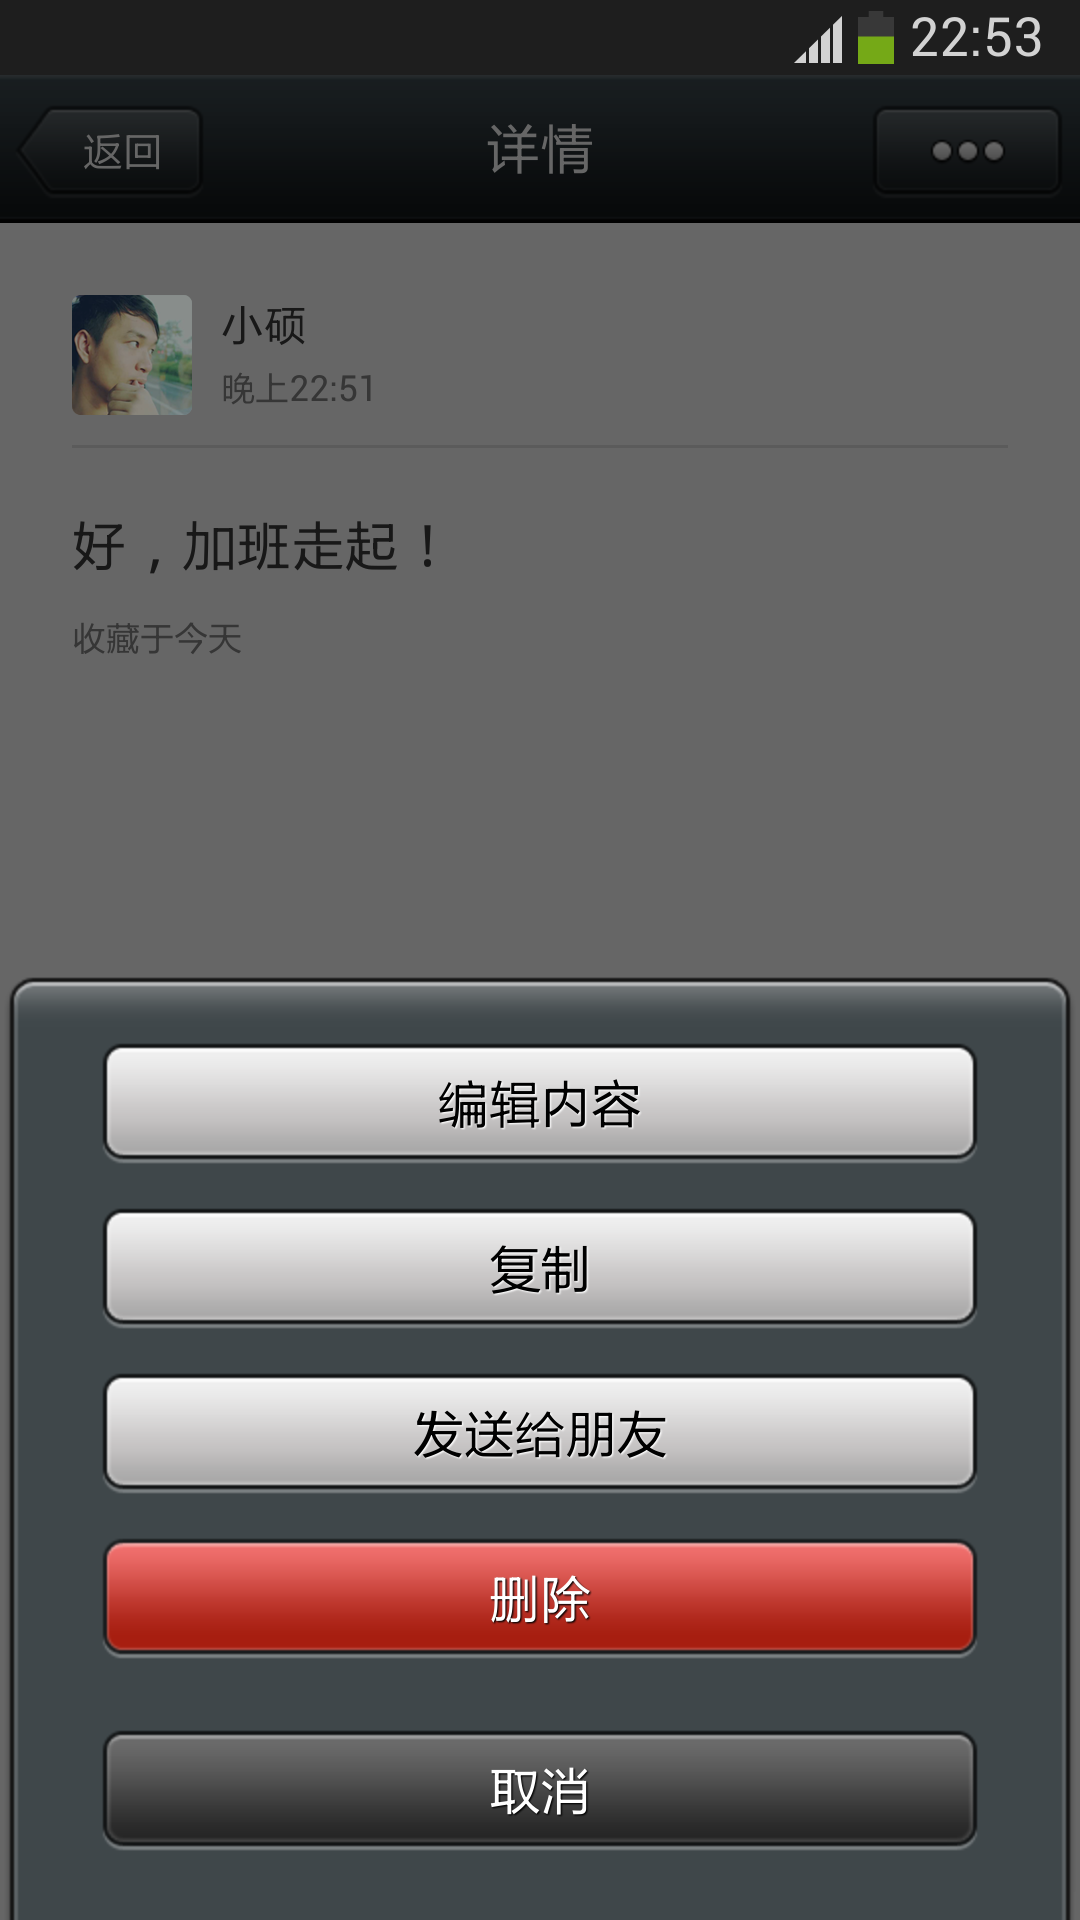 22:53
返回
详情
小硕
晚上22:51
好，加班走起！
收藏于今天
编辑内容
复制
发送给朋友
删除
取消